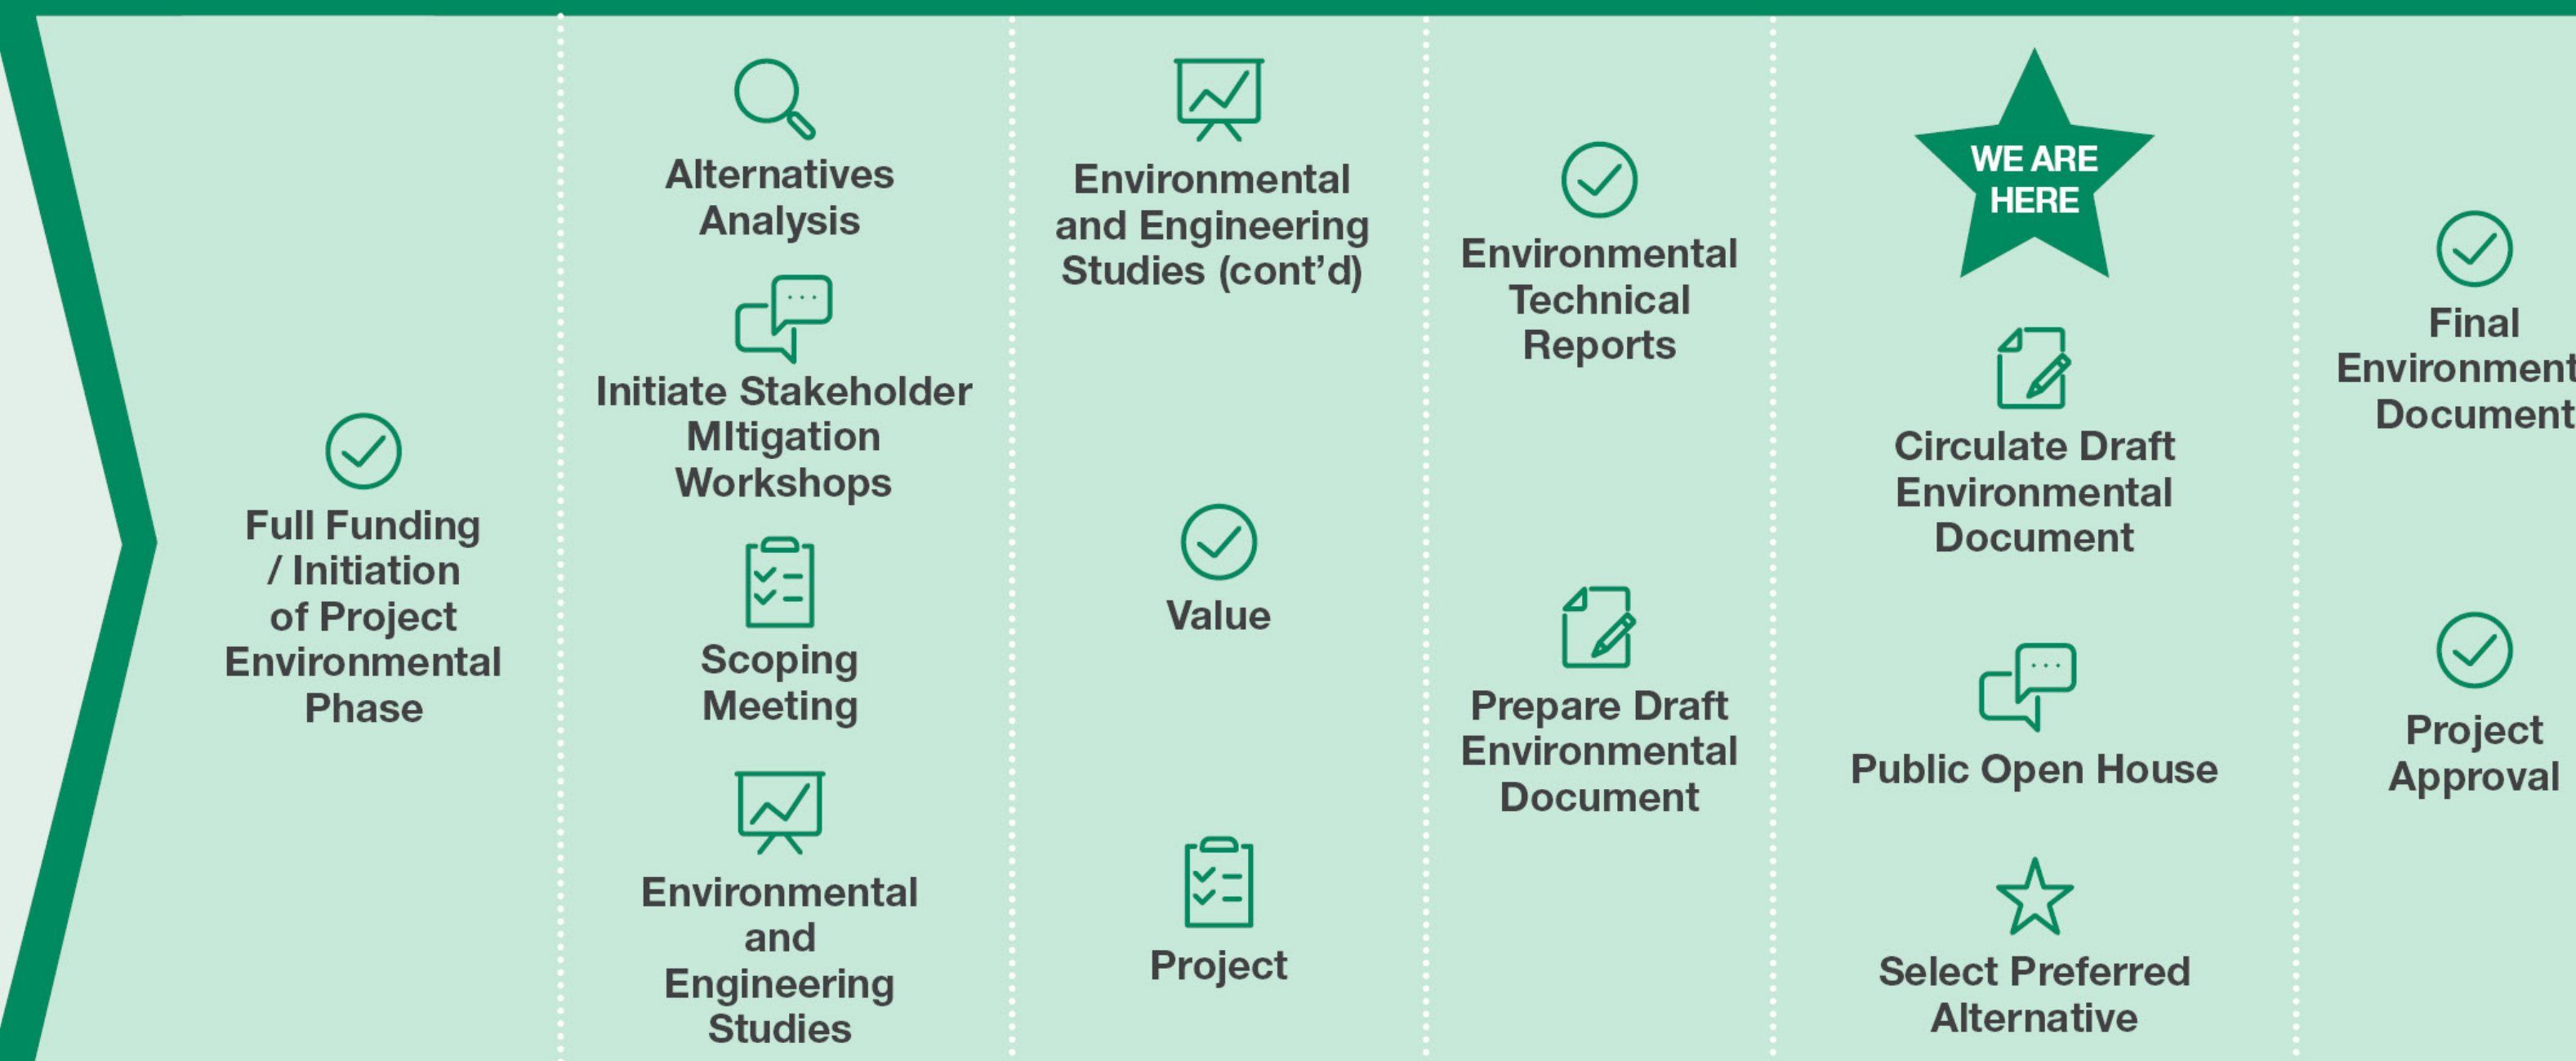 Full Funding
/ Initiation
of Project
Environmental
Phase
Alternatives
Analysis
Initiate Stakeholder
MItigation
Workshops
Scoping
Meeting
Environmental
and
Engineering
Studies
Environmental
and Engineering
Studies (cont’d)
Value
Project
Environmental
Technical
Reports
Prepare Draft
Environmental
Document
WE ARE
HERE
Circulate Draft
Environmental
Document
Public Open House
Select Preferred
Alternative
Final
Environment
Document
Project
Approval